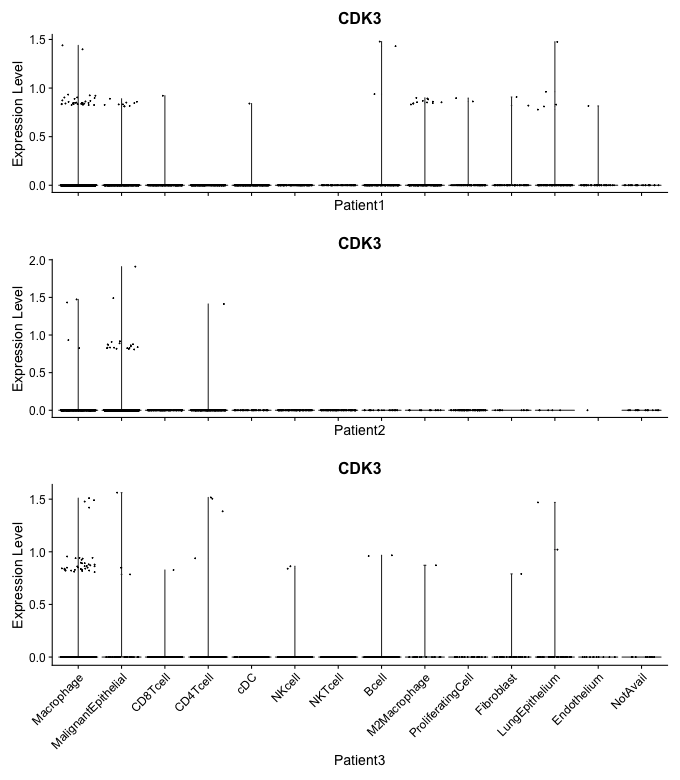 CDK3
Expression Level
1.5
1.0
0.5
0.0
Patient1
CDK3
Expression Level
2.0
1.5
1.0
0.5
0.0
Patient2
CDK3
Expression Level
1.5
1.0
0.5
0.0
Macrophage
MalignantEpithelial
CD8Tcell
CD4Tcell
cDC
NKcell
NKTcell
Bcell
M2Macrophage
ProliferatingCell
Fibroblast
LungEpithelium
Endothelium
NotAvail
Patient3